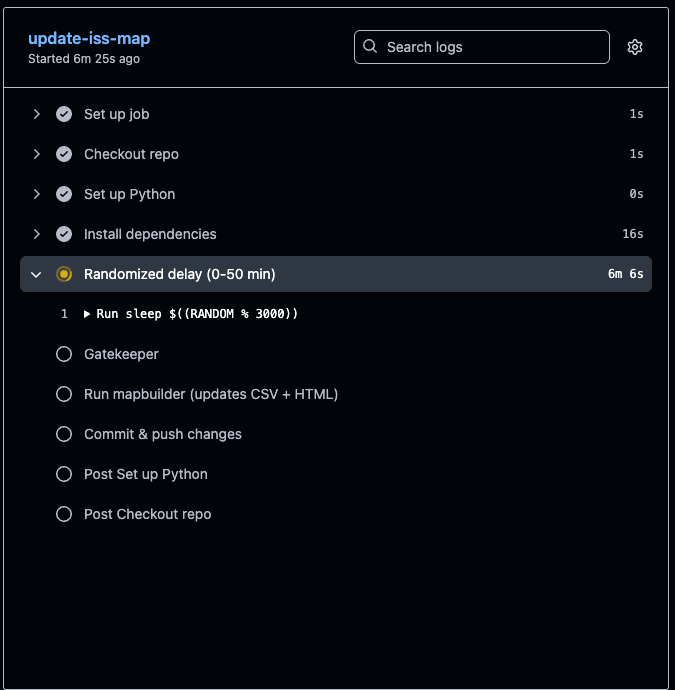 update-iss-map
Started 6m 25s ago
Search logs
Set up job 1s
Checkout repo 1s
Set up Python 0s
Install dependencies 16s
Randomized delay (0-50 min) 6m 6s
1 Run sleep $((RANDOM % 3000))
Gatekeeper
Run mapbuilder (updates CSV + HTML)
Commit & push changes
Post Set up Python
Post Checkout repo